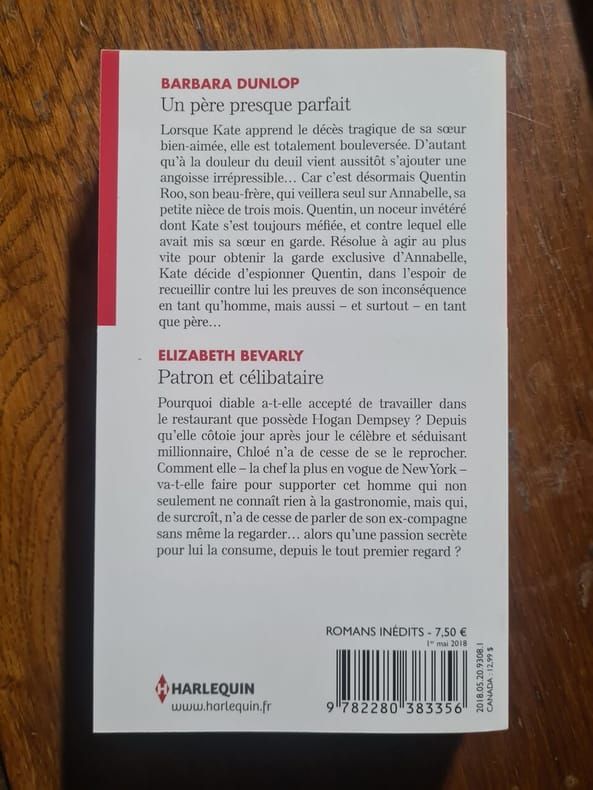 BARBARA DUNLOP
Un père presque parfait
Lorsque Kate apprend le décès tragique de sa sœur
bien-aimée, elle est totalement bouleversée. D'autant
qu'à la douleur du deuil vient aussitôt s'ajouter une
angoisse irrépressible… Car c'est désormais Quentin
Roo, son beau-frère, qui veillera seul sur Annabelle, sa
petite nièce de trois mois. Quentin, un noceur invétéré
dont Kate s'est toujours méfiée, et contre lequel elle
avait mis sa sœur en garde. Résolue à agir au plus
vite pour obtenir la garde exclusive d'Annabelle,
Kate décide d'espionner Quentin, dans l'espoir de
recueillir contre lui les preuves de son inconséquence
en tant qu'homme, mais aussi – et surtout – en tant
que père…
ELIZABETH BEVARLY
Patron et célibataire
Pourquoi diable a-t-elle accepté de travailler dans
le restaurant que possède Hogan Dempsey ? Depuis
qu'elle côtoie jour après jour le célèbre et séduisant
millionnaire, Chloé n'a de cesse de se le reprocher.
Comment elle – la chef la plus en vogue de New York –
va-t-elle faire pour supporter cet homme qui non
seulement ne connaît rien à la gastronomie, mais qui,
de surcroît, n'a de cesse de parler de son ex-compagne
sans même la regarder… alors qu'une passion secrète
pour lui la consume, depuis le tout premier regard ?
ROMANS INÉDITS - 7,50 €
1er mai 2018
HARLEQUIN
www.harlequin.fr
9 782280 383356
2018.05.20.9308.1
CANADA : 12,99 $